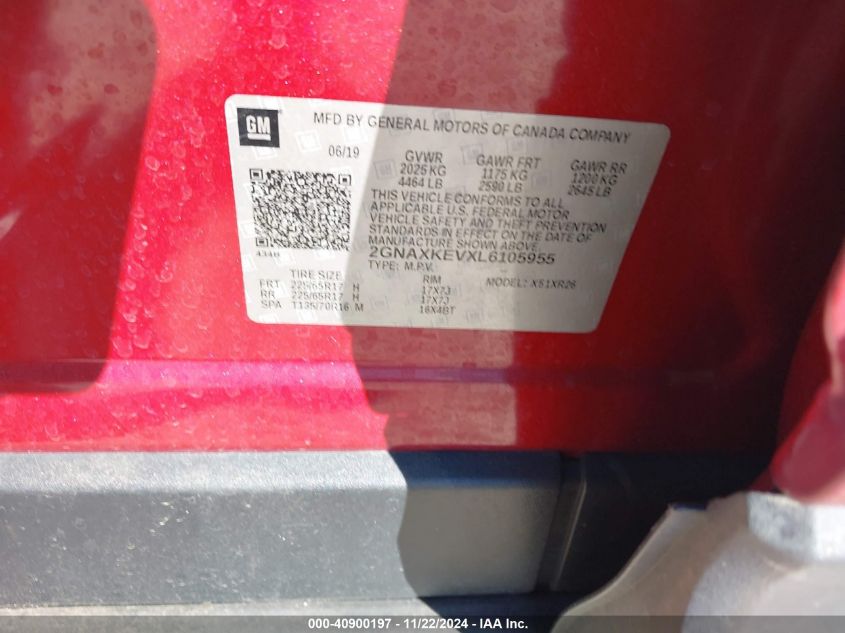 GM
MFD BY GENERAL MOTORS OF CANADA COMPANY
06/19 GVWR GAWR FRT GAWR RR
2025 KG 1175 KG 1200 KG
4464 LB 2590 LB 2645 LB
THIS VEHICLE CONFORMS TO ALL
APPLICABLE U.S. FEDERAL MOTOR
VEHICLE SAFETY AND THEFT PREVENTION
STANDARDS IN EFFECT ON THE DATE OF
MANUFACTURE SHOWN ABOVE.
434B 2GNAXKEVXL6105955
TYPE: M.P.V. MODEL: X51XR26
TIRE SIZE RIM
FRT 225/65R17 H 17X7J
RR 225/65R17 H 17X7J
SPA T135/70R16 M 16X4BT
000-40900197 - 11/22/2024 - IAA Inc.